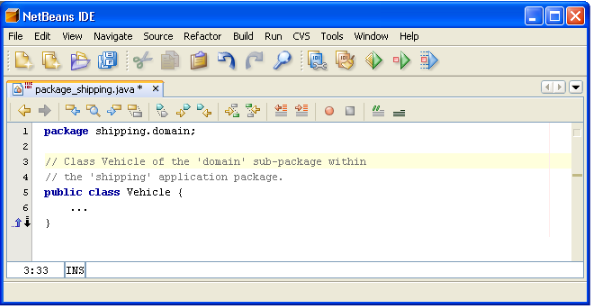 NetBeans IDE
File Edit View Navigate Source Refactor Build Run CVS Tools Window Help
package_shipping.java * x
1 package shipping.domain;
2
3 // Class Vehicle of the 'domain' sub-package within
4 // the 'shipping' application package.
5 public class Vehicle {
6 ...
}
3:33 INS